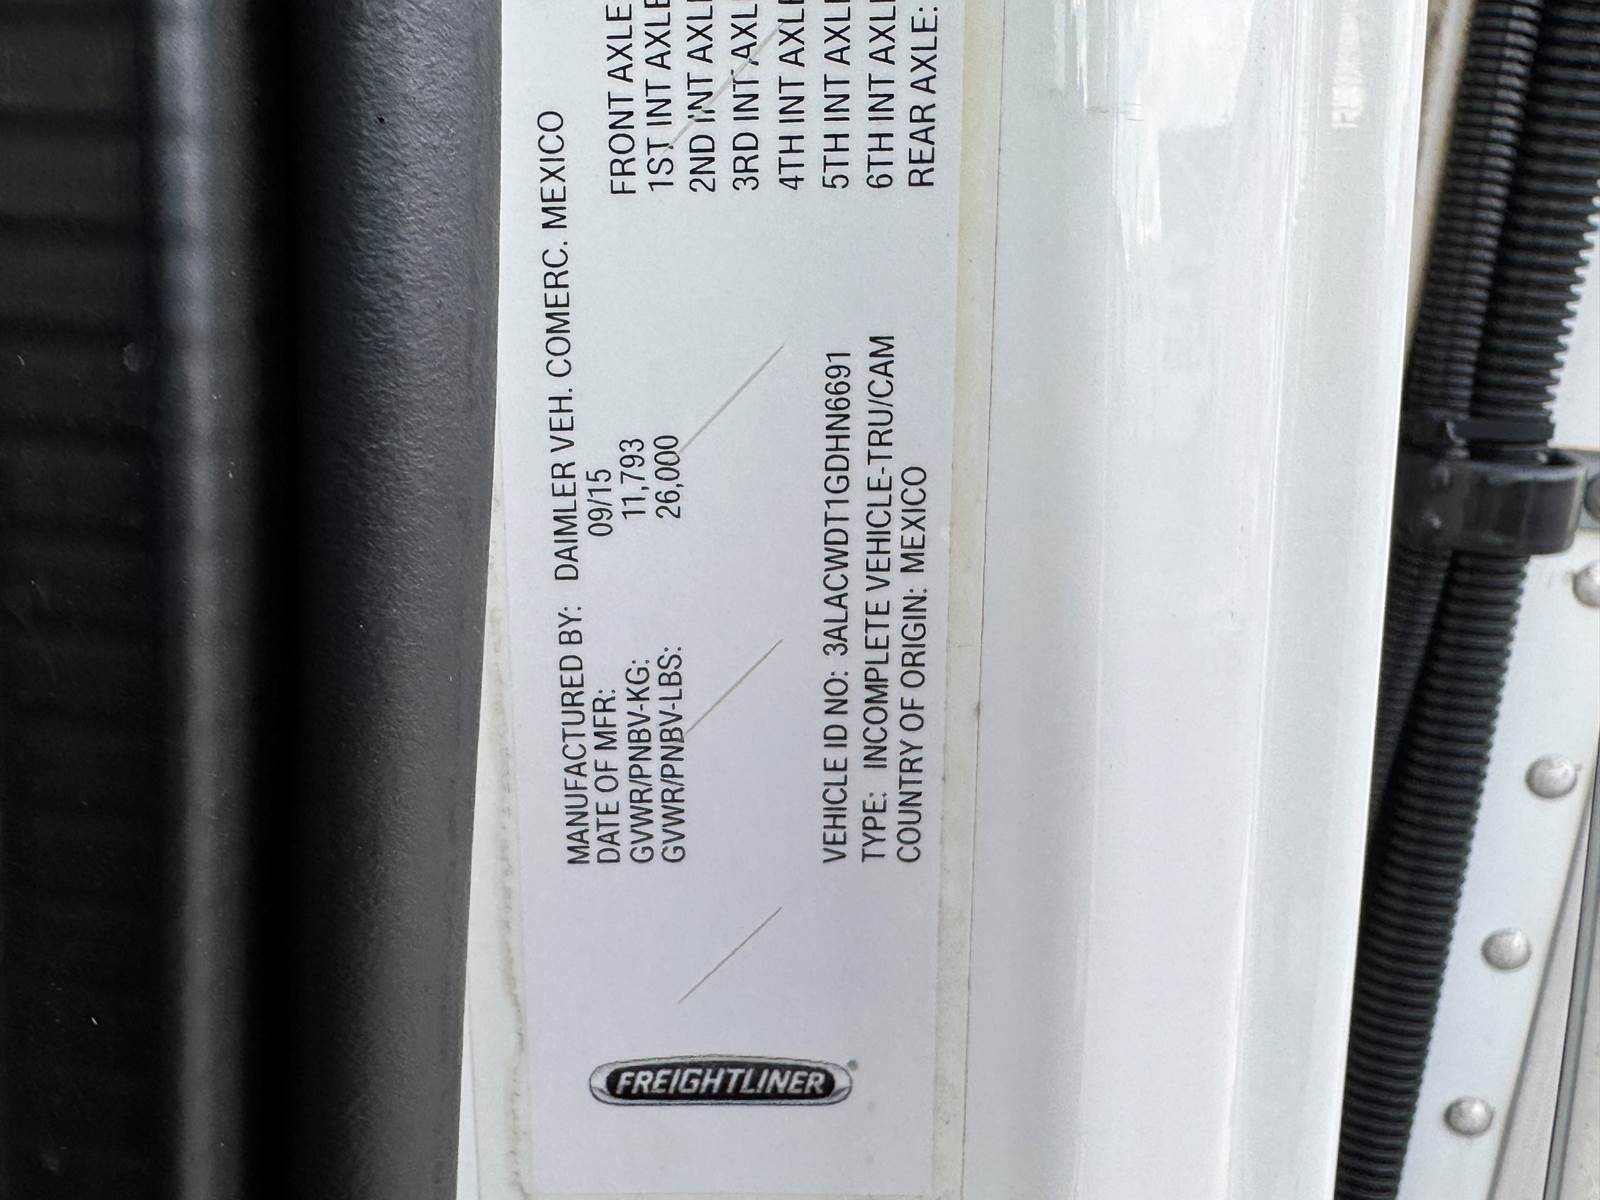 FREIGHTLINER
®
MANUFACTURED BY: DAIMLER VEH. COMERC. MEXICO
DATE OF MFR: 09/15
GVWR/PNBV-KG: 11,793
GVWR/PNBV-LBS: 26,000
VEHICLE ID NO: 3ALACWDT1GDHN6691
TYPE: INCOMPLETE VEHICLE-TRU/CAM
COUNTRY OF ORIGIN: MEXICO
FRONT AXLE
1ST INT AXLE
2ND INT AXLE
3RD INT AXLE
4TH INT AXLE
5TH INT AXLE
6TH INT AXLE
REAR AXLE: